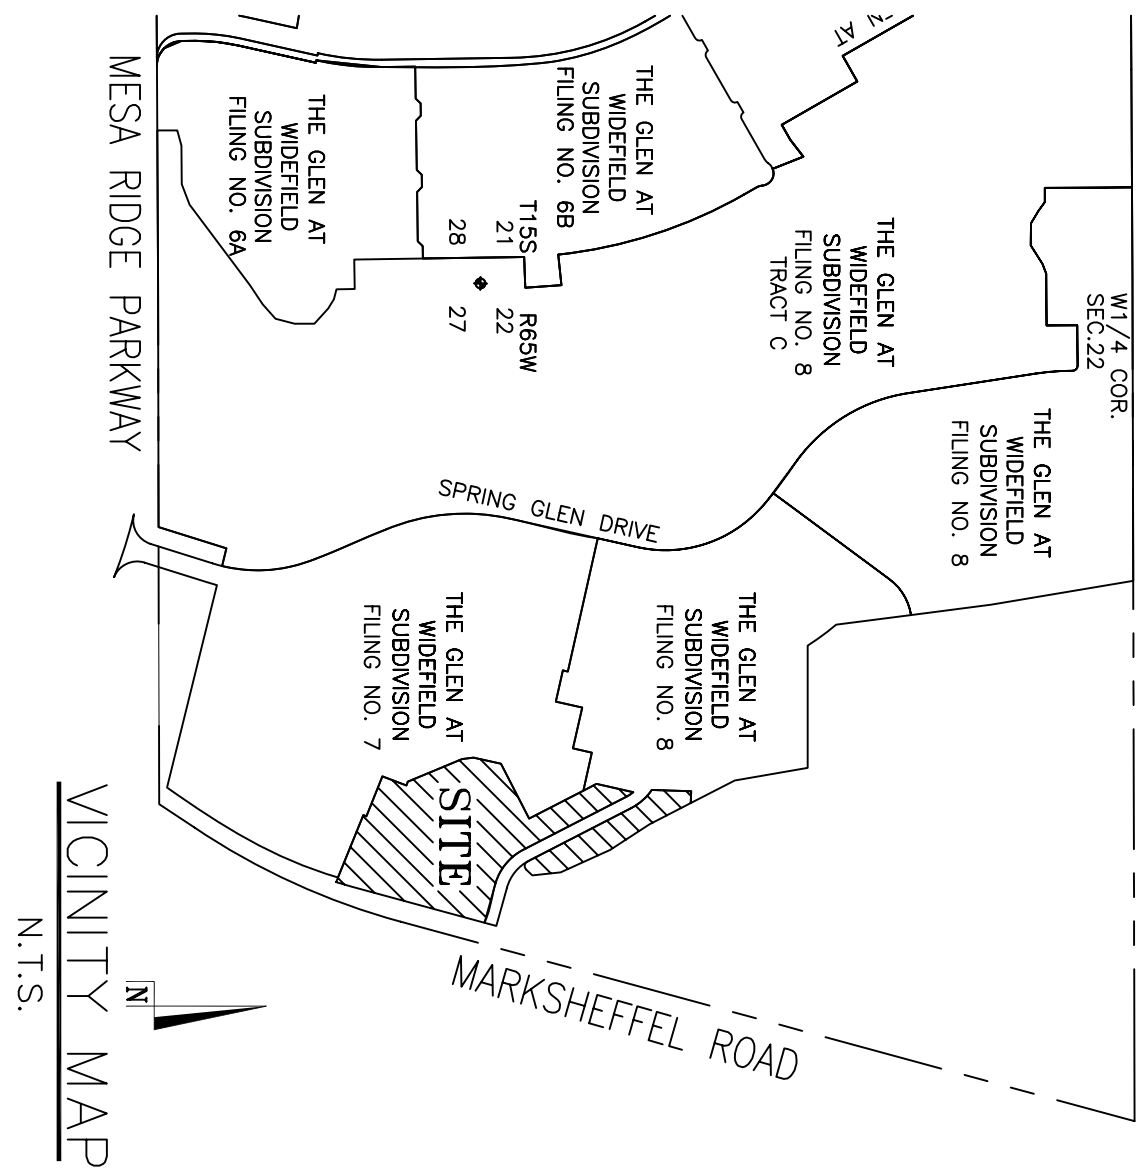 W1/4 COR.
SEC.22
THE GLEN AT
WIDEFIELD
SUBDIVISION
FILING NO. 8
THE GLEN AT
WIDEFIELD
SUBDIVISION
FILING NO. 8
TRACT C
N AT
MARKSHEFFEL ROAD
THE GLEN AT
WIDEFIELD
SUBDIVISION
FILING NO. 8
SPRING GLEN DRIVE
THE GLEN AT
WIDEFIELD
SUBDIVISION
FILING NO. 6B
T15S R65W
21 22
28 27
THE GLEN AT
WIDEFIELD
SUBDIVISION
FILING NO. 7
SITE
THE GLEN AT
WIDEFIELD
SUBDIVISION
FILING NO. 6A
MESA RIDGE PARKWAY
N
VICINITY MAP
N.T.S.